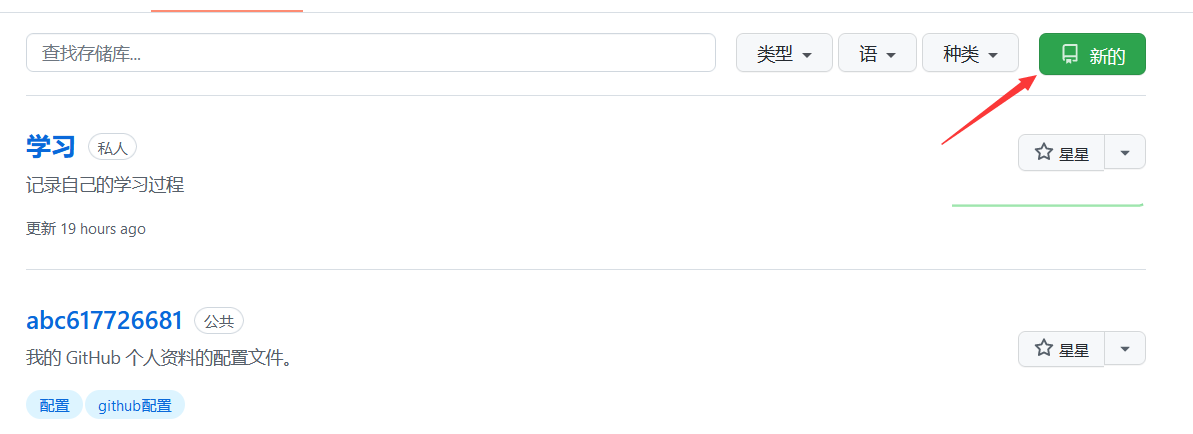 查找存储库...
类型
语
种类
新的
学习 私人
星星
记录自己的学习过程
更新 19 hours ago
abc617726681 公共
我的 GitHub 个人资料的配置文件。
星星
配置 github配置